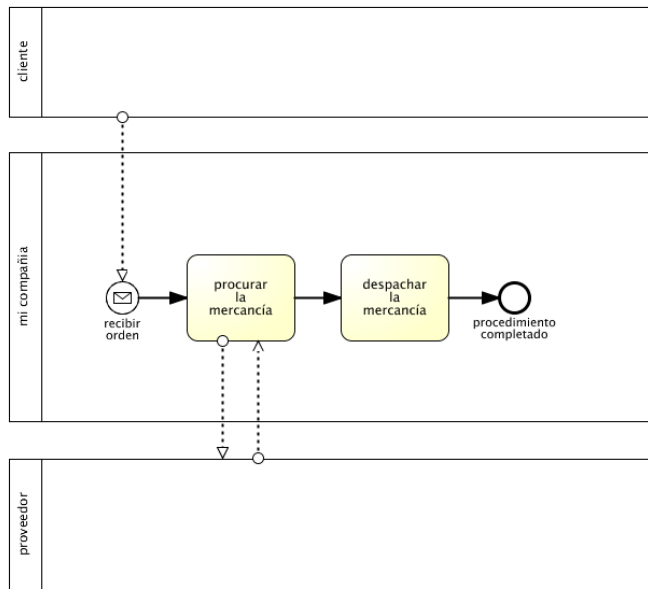 cliente
mi compañia
recibir
orden
procurar
la
mercancía
despachar
la
mercancía
procedimiento
completado
proveedor